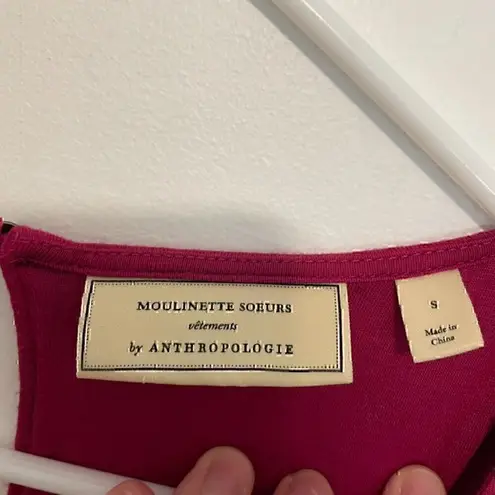 MOULINETTE SOEURS
vêtements
by ANTHROPOLOGIE
S
Made in
China